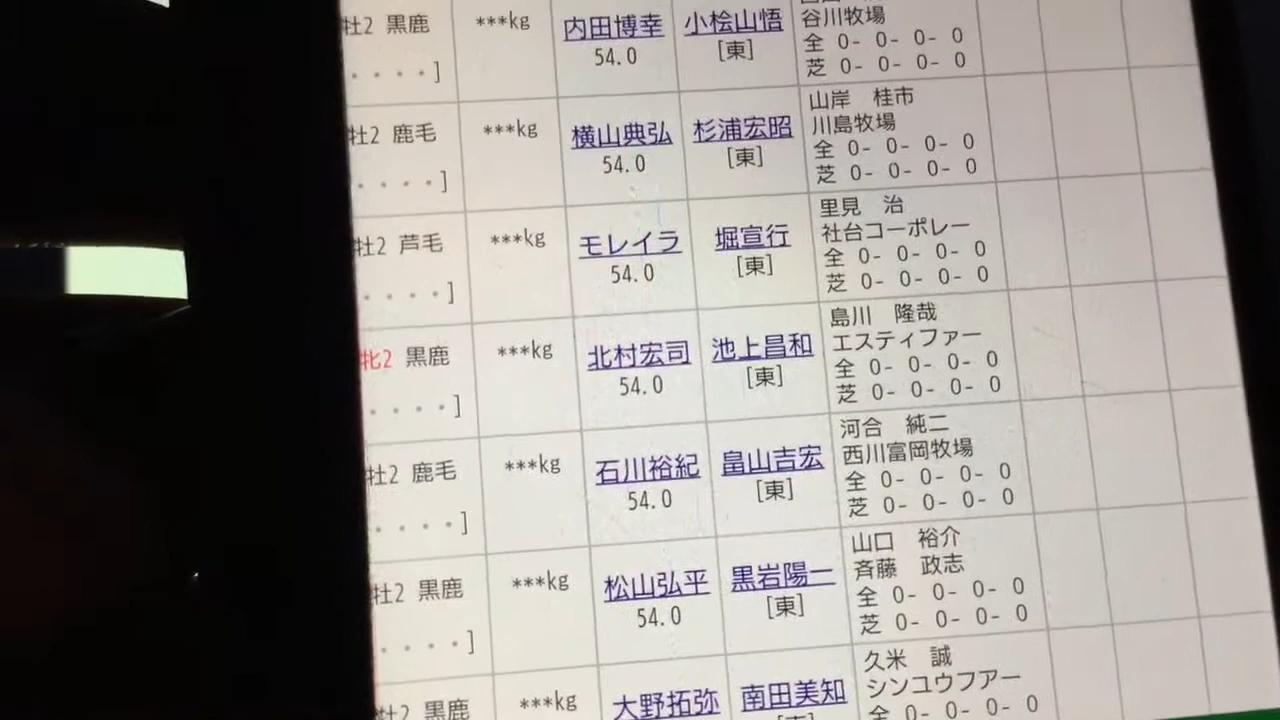 牡2 黒鹿 ***kg 内田博幸 小桧山悟 谷川牧場
54.0 [東] 全 0- 0- 0- 0
・・・・] 芝 0- 0- 0- 0
牡2 鹿毛 ***kg 横山典弘 杉浦宏昭 山岸 桂市
54.0 [東] 川島牧場
全 0- 0- 0- 0
・・・・] 芝 0- 0- 0- 0
牡2 芦毛 ***kg モレイラ 堀宣行 里見 治
54.0 [東] 社台コーポレー
全 0- 0- 0- 0
・・・・] 芝 0- 0- 0- 0
牝2 黒鹿 ***kg 北村宏司 池上昌和 島川 隆哉
54.0 [東] エスティファー
全 0- 0- 0- 0
・・・・] 芝 0- 0- 0- 0
牡2 鹿毛 ***kg 石川裕紀 畠山吉宏 河合 純二
54.0 [東] 西川富岡牧場
全 0- 0- 0- 0
・・・・] 芝 0- 0- 0- 0
牡2 黒鹿 ***kg 松山弘平 黒岩陽一 山口 裕介
54.0 [東] 斉藤 政志
全 0- 0- 0- 0
・・・・] 芝 0- 0- 0- 0
牡2 黒鹿 ***kg 大野拓弥 南田美知 久米 誠
シンユウフアー
全 0- 0- 0- 0